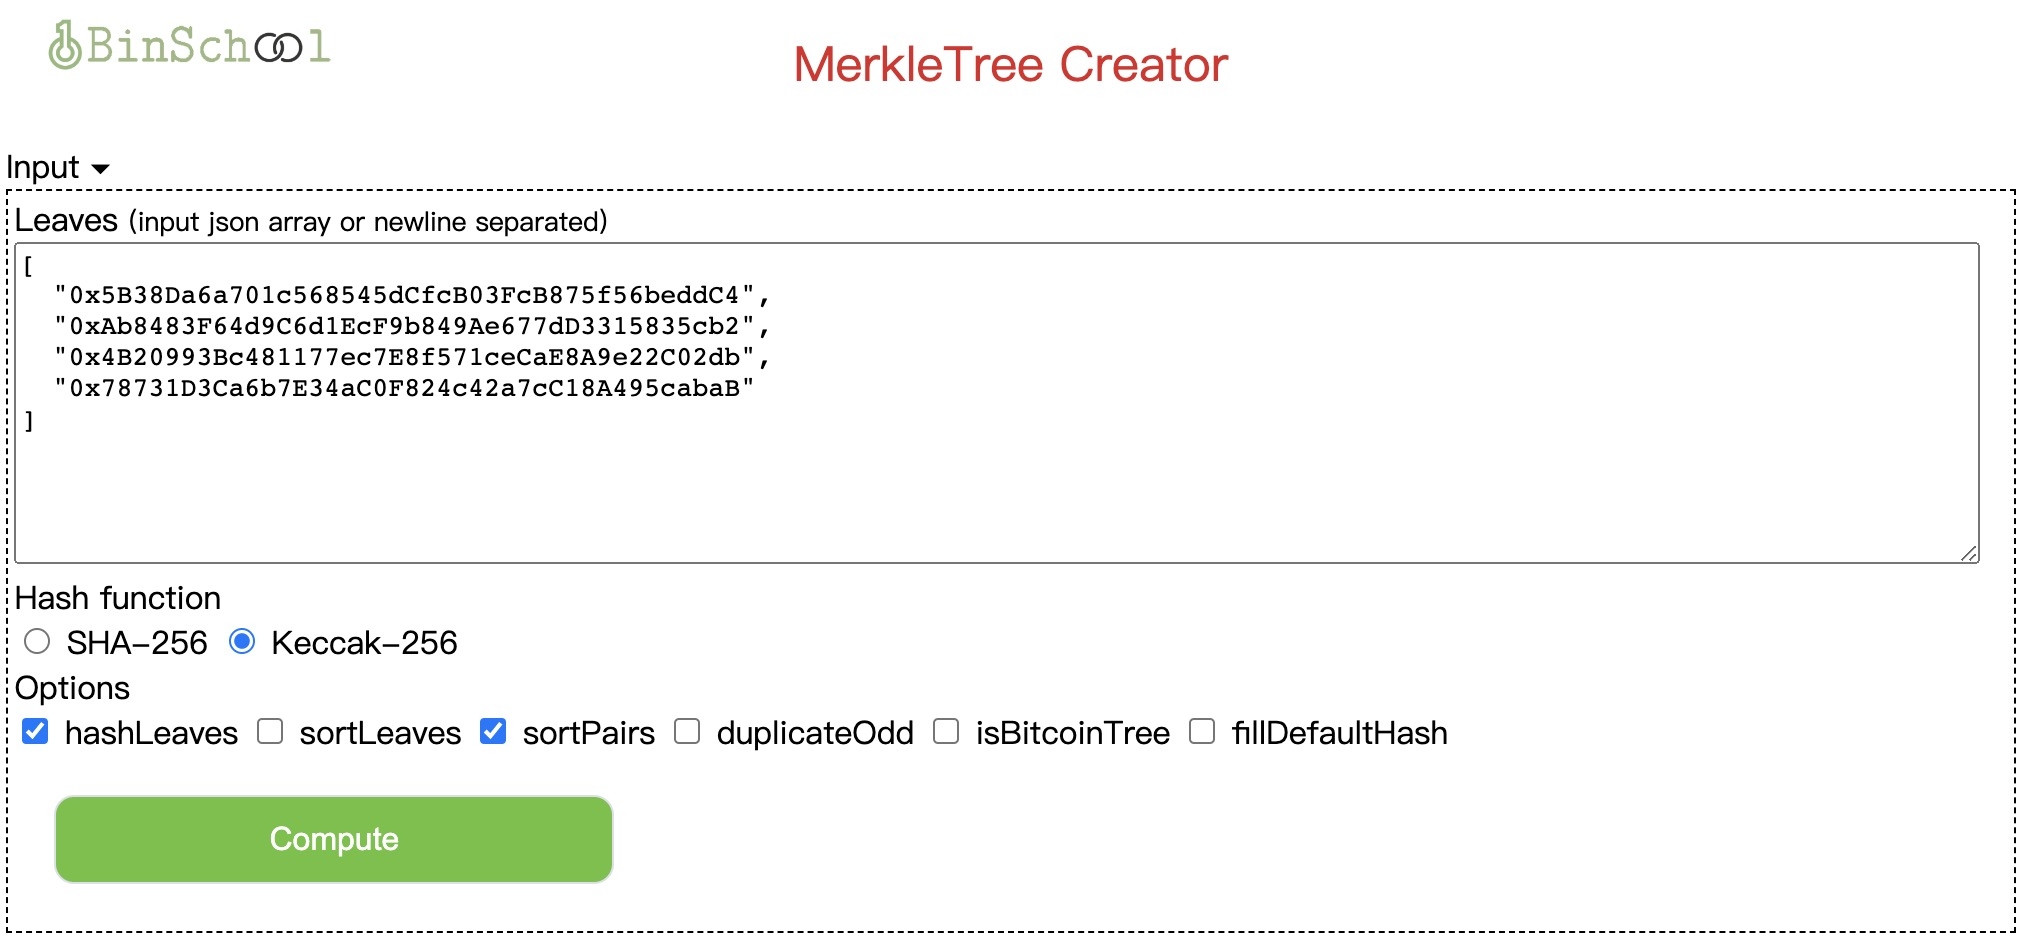 BinSchool
MerkleTree Creator
Input
Leaves (input json array or newline separated)
[
"0x5B38Da6a701c568545dCfcB03FcB875f56beddC4",
"0xAb8483F64d9C6d1EcF9b849Ae677dD3315835cb2",
"0x4B20993Bc481177ec7E8f571ceCaE8A9e22C02db",
"0x78731D3Ca6b7E34aC0F824c42a7cC18A495cabaB"
]
Hash function
SHA-256 Keccak-256
Options
hashLeaves sortLeaves sortPairs duplicateOdd isBitcoinTree fillDefaultHash
Compute